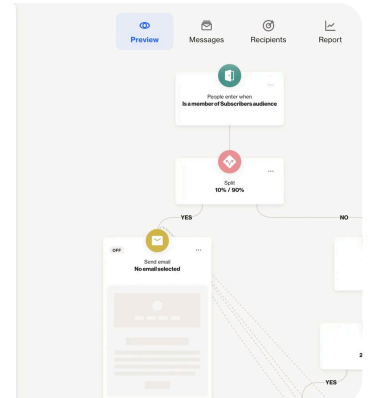 Preview Messages Recipients Report
People enter when
Is a member of Subscribers audience
Split
10% / 90%
YES NO
OFF
Send email
No email selected
2
YES